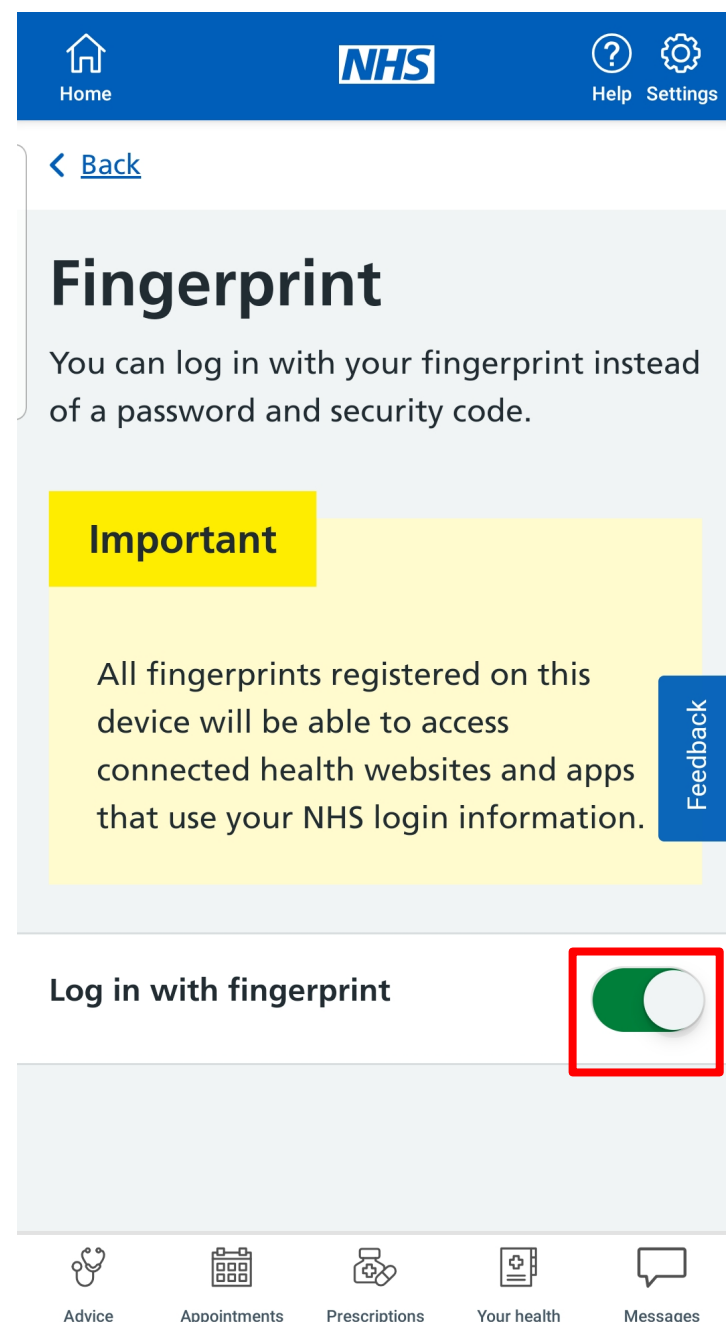 NHS
Home
Help Settings
Back
Fingerprint
You can log in with your fingerprint instead
of a password and security code.
Important
All fingerprints registered on this
device will be able to access
connected health websites and apps
that use your NHS login information.
Feedback
Log in with fingerprint
Advice Appointments Prescriptions Your health Messages